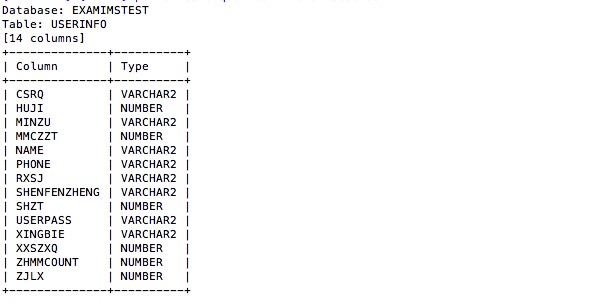 Database: EXAMIMSTEST
Table: USERINFO
[14 columns]
+--------------+----------+
| Column       | Type     |
+--------------+----------+
| CSRQ         | VARCHAR2 |
| HUJI         | NUMBER   |
| MINZU        | VARCHAR2 |
| MMCZZT       | NUMBER   |
| NAME         | VARCHAR2 |
| PHONE        | VARCHAR2 |
| RXSJ         | VARCHAR2 |
| SHENFENZHENG | VARCHAR2 |
| SHZT         | NUMBER   |
| USERPASS     | VARCHAR2 |
| XINGBIE      | VARCHAR2 |
| XXSZXQ       | NUMBER   |
| ZHMMCOUNT    | NUMBER   |
| ZJLX         | NUMBER   |
+--------------+----------+